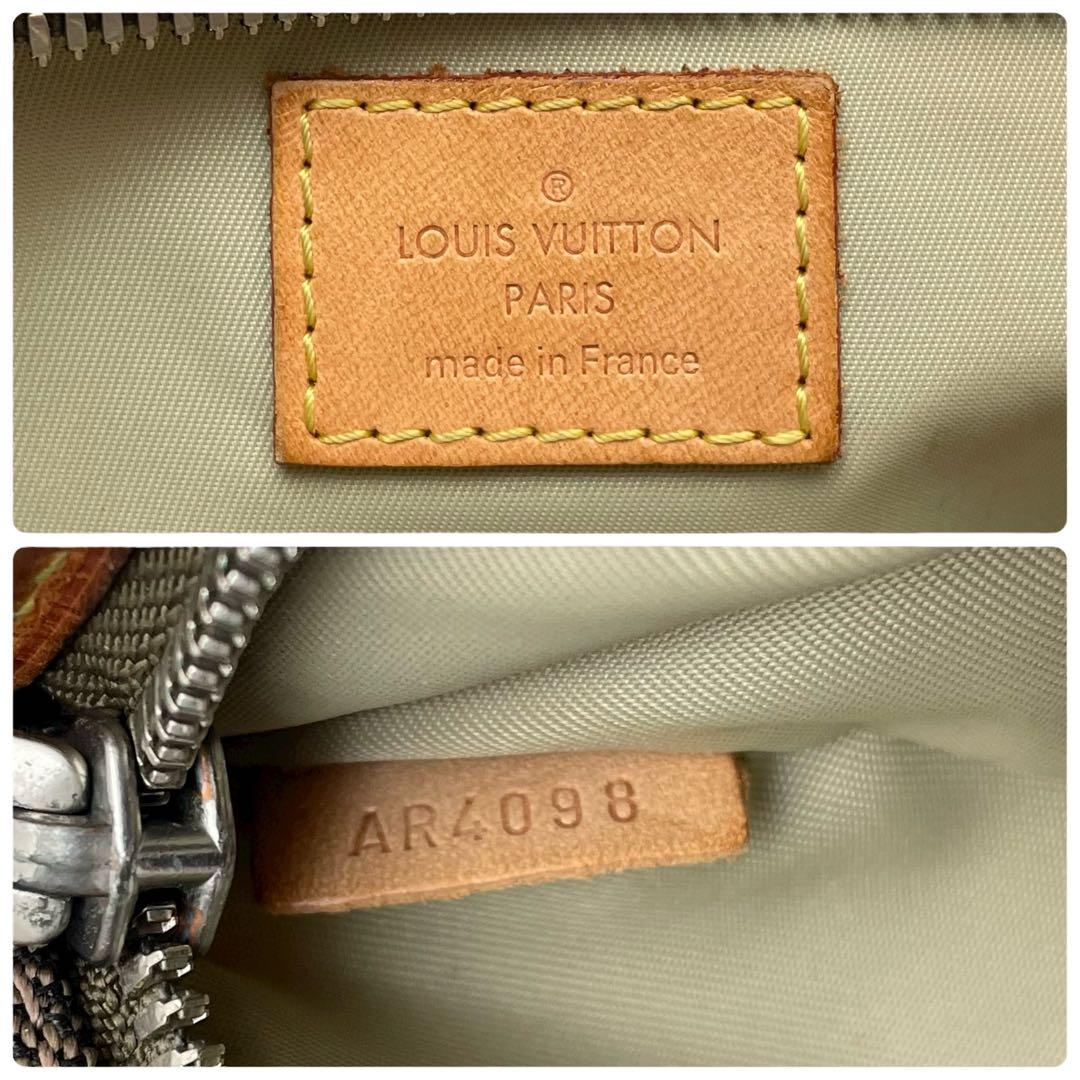 ®
LOUIS VUITTON
PARIS
made in France
AR4098